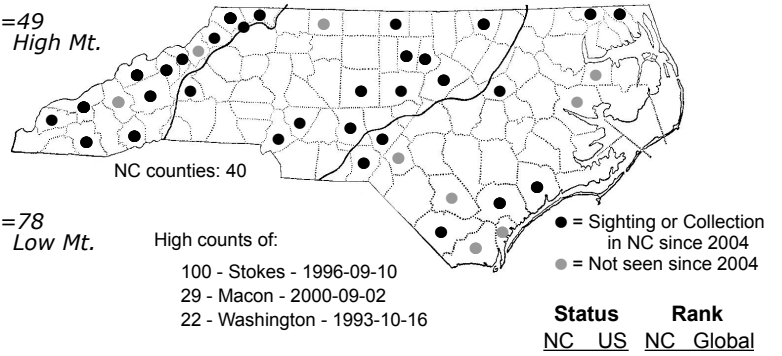 =49
High Mt.
NC counties: 40
=78
Low Mt.
High counts of:
100 - Stokes - 1996-09-10
29 - Macon - 2000-09-02
22 - Washington - 1993-10-16
= Sighting or Collection
in NC since 2004
= Not seen since 2004
Status Rank
NC US NC Global